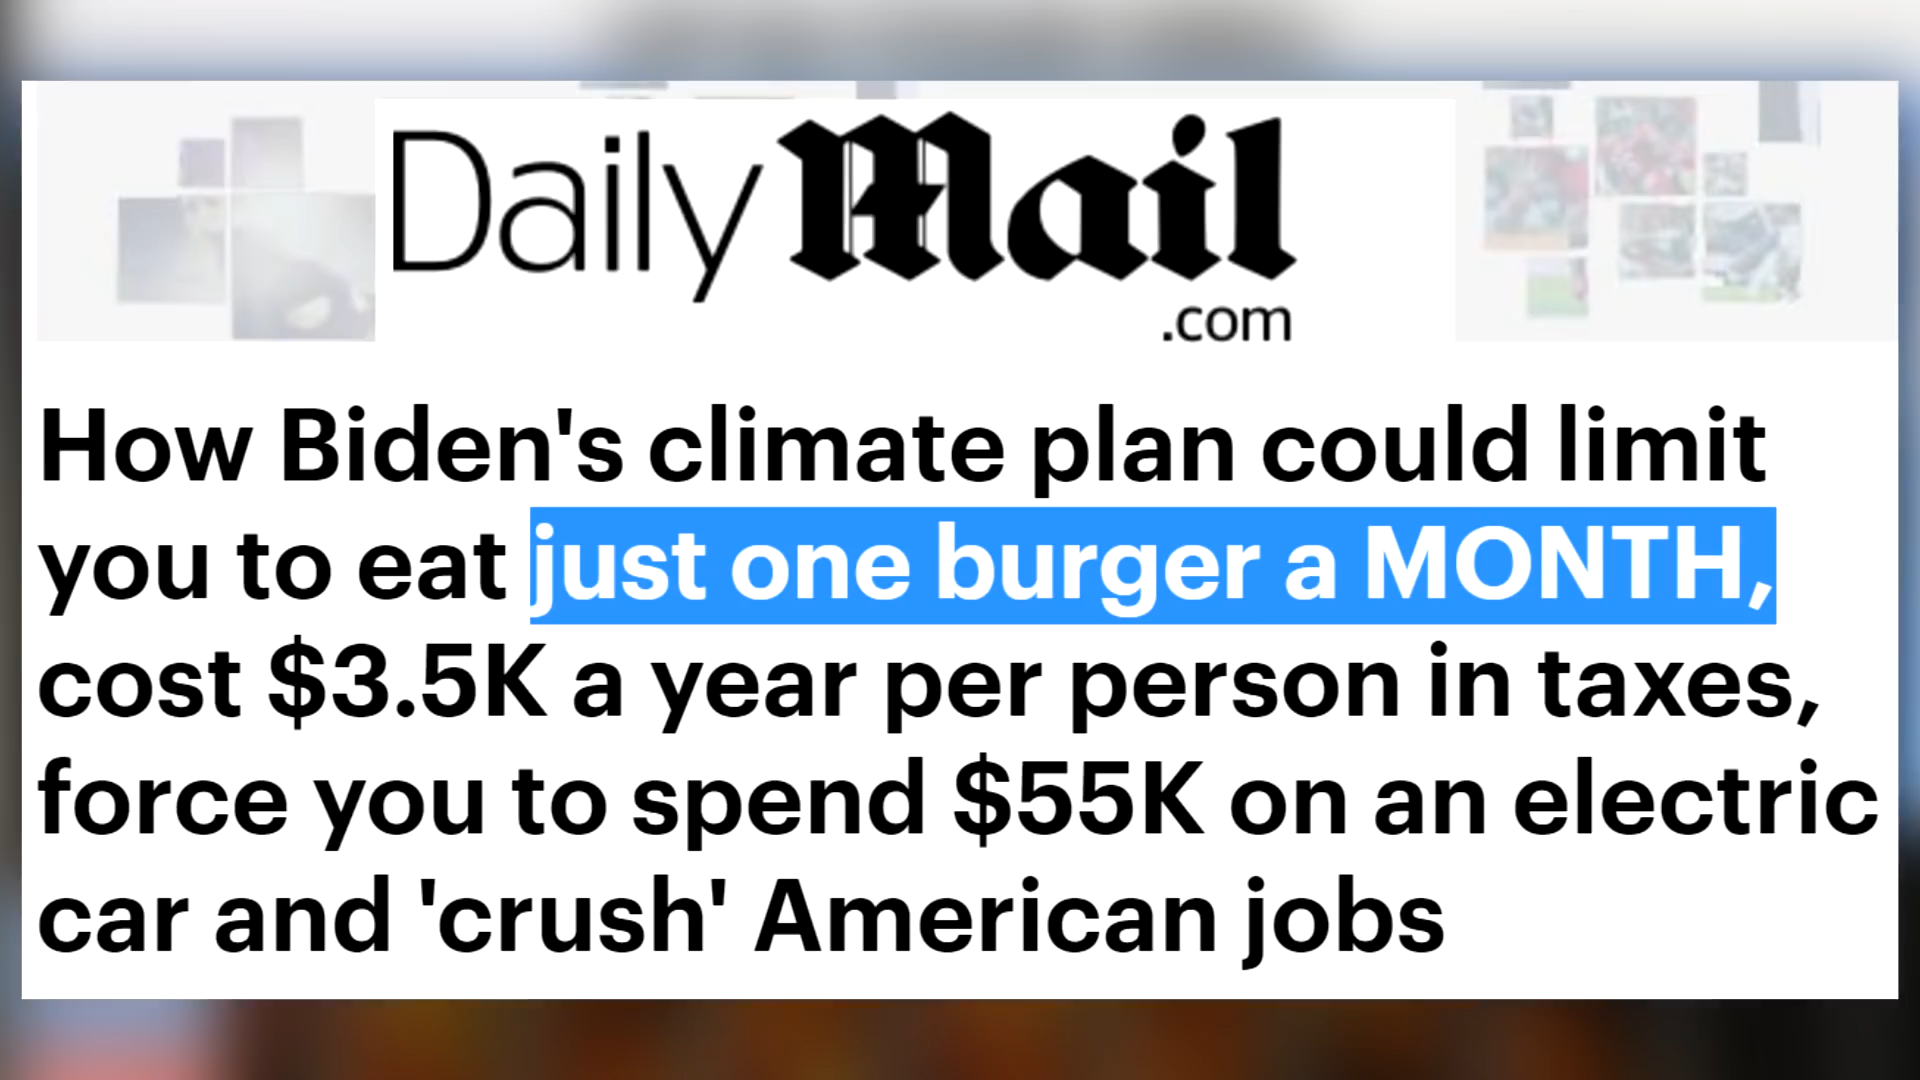 Daily Mail
.com
How Biden's climate plan could limit
you to eat just one burger a MONTH,
cost $3.5K a year per person in taxes,
force you to spend $55K on an electric
car and 'crush' American jobs